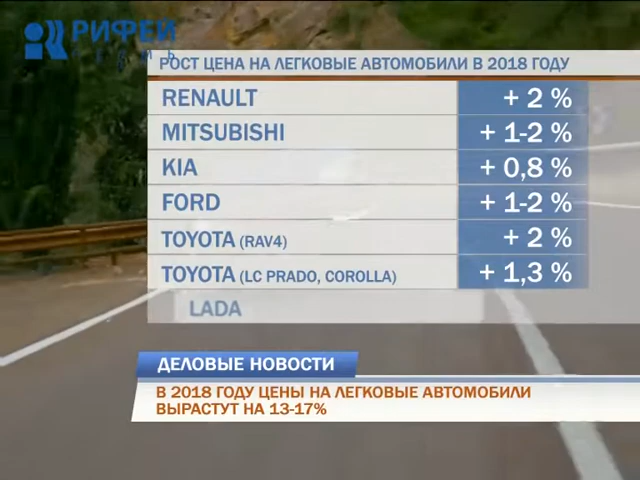 РИФЕЙ
ПЕРМЬ
РОСТ ЦЕНА НА ЛЕГКОВЫЕ АВТОМОБИЛИ В 2018 ГОДУ
RENAULT + 2 %
MITSUBISHI + 1-2 %
KIA + 0,8 %
FORD + 1-2 %
TOYOTA (RAV4) + 2 %
TOYOTA (LC PRADO, COROLLA) + 1,3 %
LADA
ДЕЛОВЫЕ НОВОСТИ
В 2018 ГОДУ ЦЕНЫ НА ЛЕГКОВЫЕ АВТОМОБИЛИ
ВЫРАСТУТ НА 13-17%